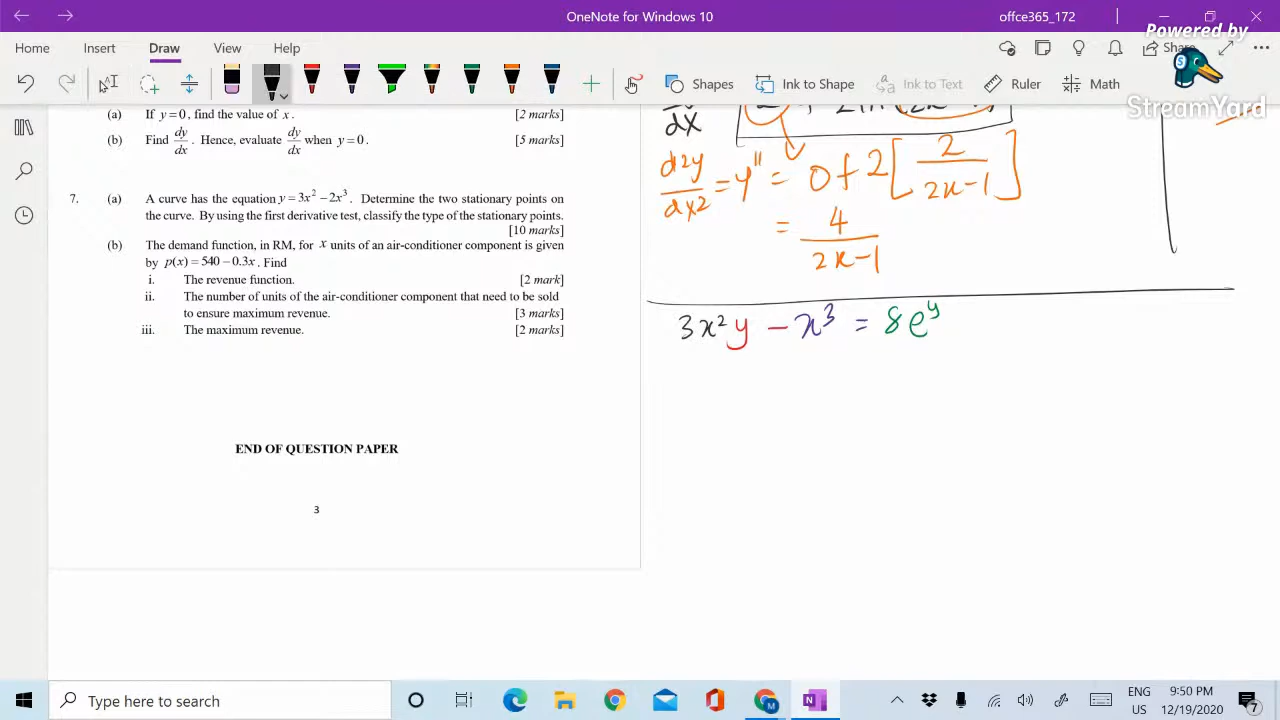 OneNote for Windows 10
offce365_172
Powered by
StreamYard
Home Insert Draw View Help
Share
Shapes
Ink to Shape
Ink to Text
Ruler
Math
(a) If y=0, find the value of x. [2 marks]
(b) Find dy/dx. Hence, evaluate dy/dx when y=0. [5 marks]
7. (a) A curve has the equation y=3x²−2x³. Determine the two stationary points on
the curve. By using the first derivative test, classify the type of the stationary points.
[10 marks]
(b) The demand function, in RM, for x units of an air-conditioner component is given
by p(x)=540−0.3x. Find
i. The revenue function. [2 mark]
ii. The number of units of the air-conditioner component that need to be sold
to ensure maximum revenue. [3 marks]
iii. The maximum revenue. [2 marks]
END OF QUESTION PAPER
3
dx
d2y/dx2 = y" = 0 + 2[2/2x−1]
= 4/2x−1
3x²y − x³ = 8e^y
Type here to search
ENG
US
9:50 PM
12/19/2020
7